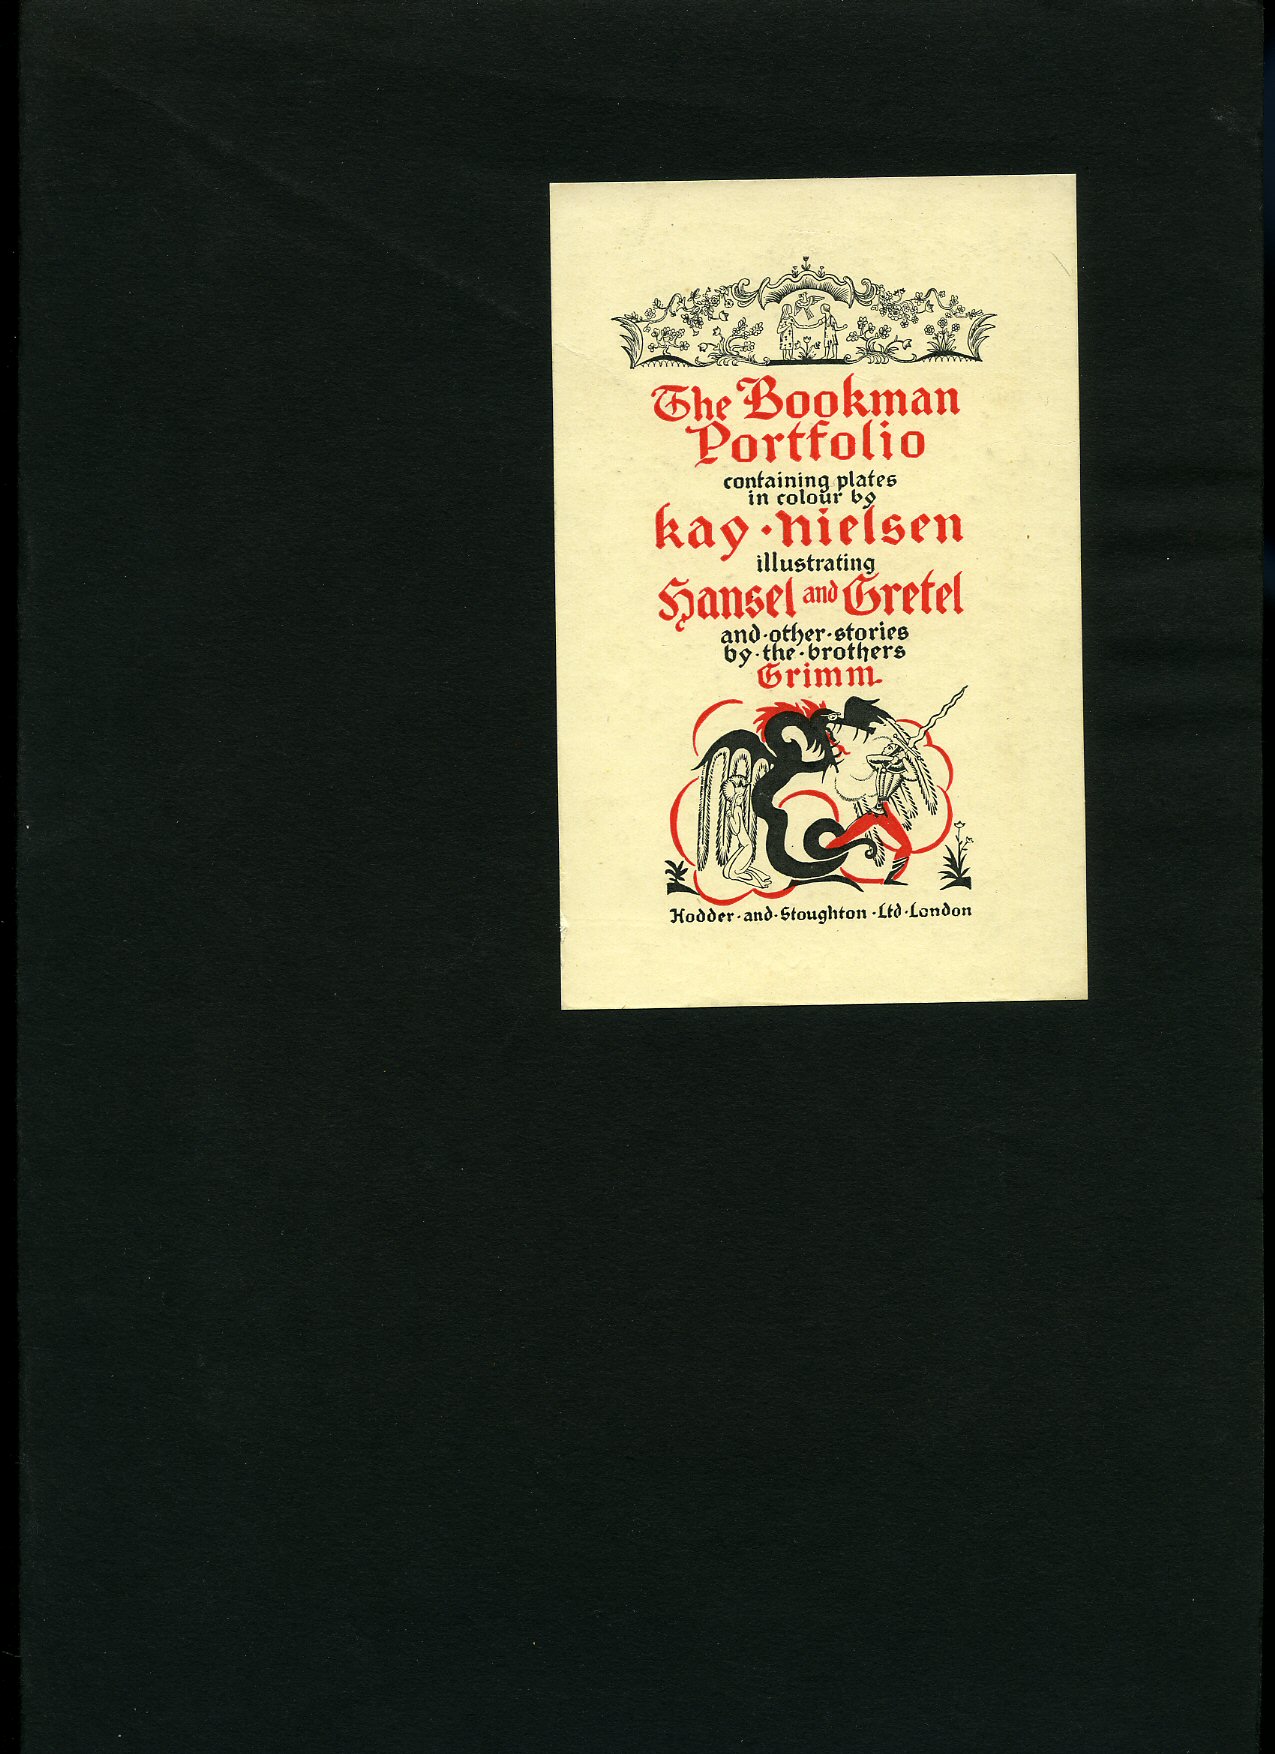 The Bookman
Portfolio
containing plates
in colour by
kay · nielsen
illustrating
Hansel and Gretel
and · other · stories
by · the · brothers
Grimm
Hodder · and · Stoughton · Ltd · London